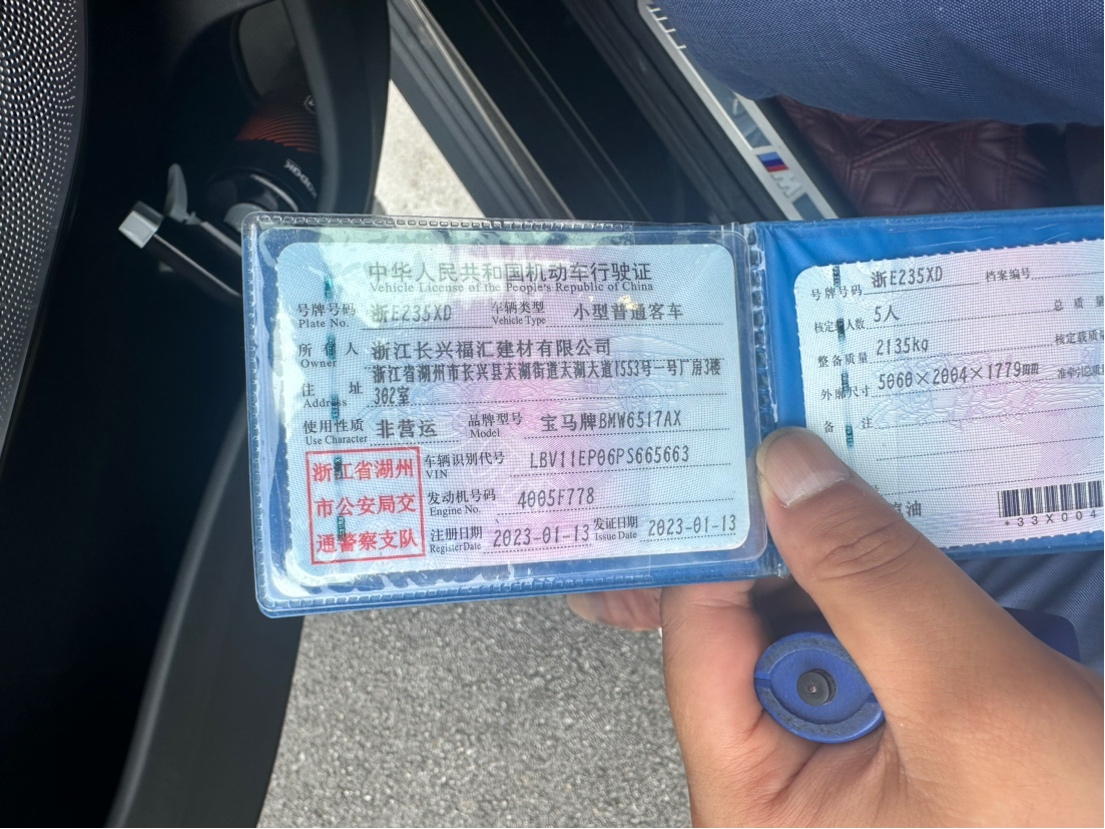 中华人民共和国机动车行驶证
Vehicle License of the People's Republic of China
号牌号码 浙E235XD 车辆类型 小型普通客车
Plate No. Vehicle Type
所有人 浙江长兴福汇建材有限公司
Owner
住址 浙江省湖州市长兴县太湖街道太湖大道1553号一号厂房3楼
Address 302室
使用性质 非营运 品牌型号 宝马牌BMW6517AX
Use Character Model
浙江省湖州
市公安局交
通警察支队
车辆识别代号 LBV11EP06PS665663
VIN
发动机号码 4005F778
Engine No.
注册日期 2023-01-13 发证日期 2023-01-13
Register Date Issue Date
号牌号码 浙E235XD 档案编号
核定载人数 5人 总质量
整备质量 2135kg 核定载质量
外廓尺寸 5060×2004×1779mm 准牵引总质
备注
油
*33X004
M